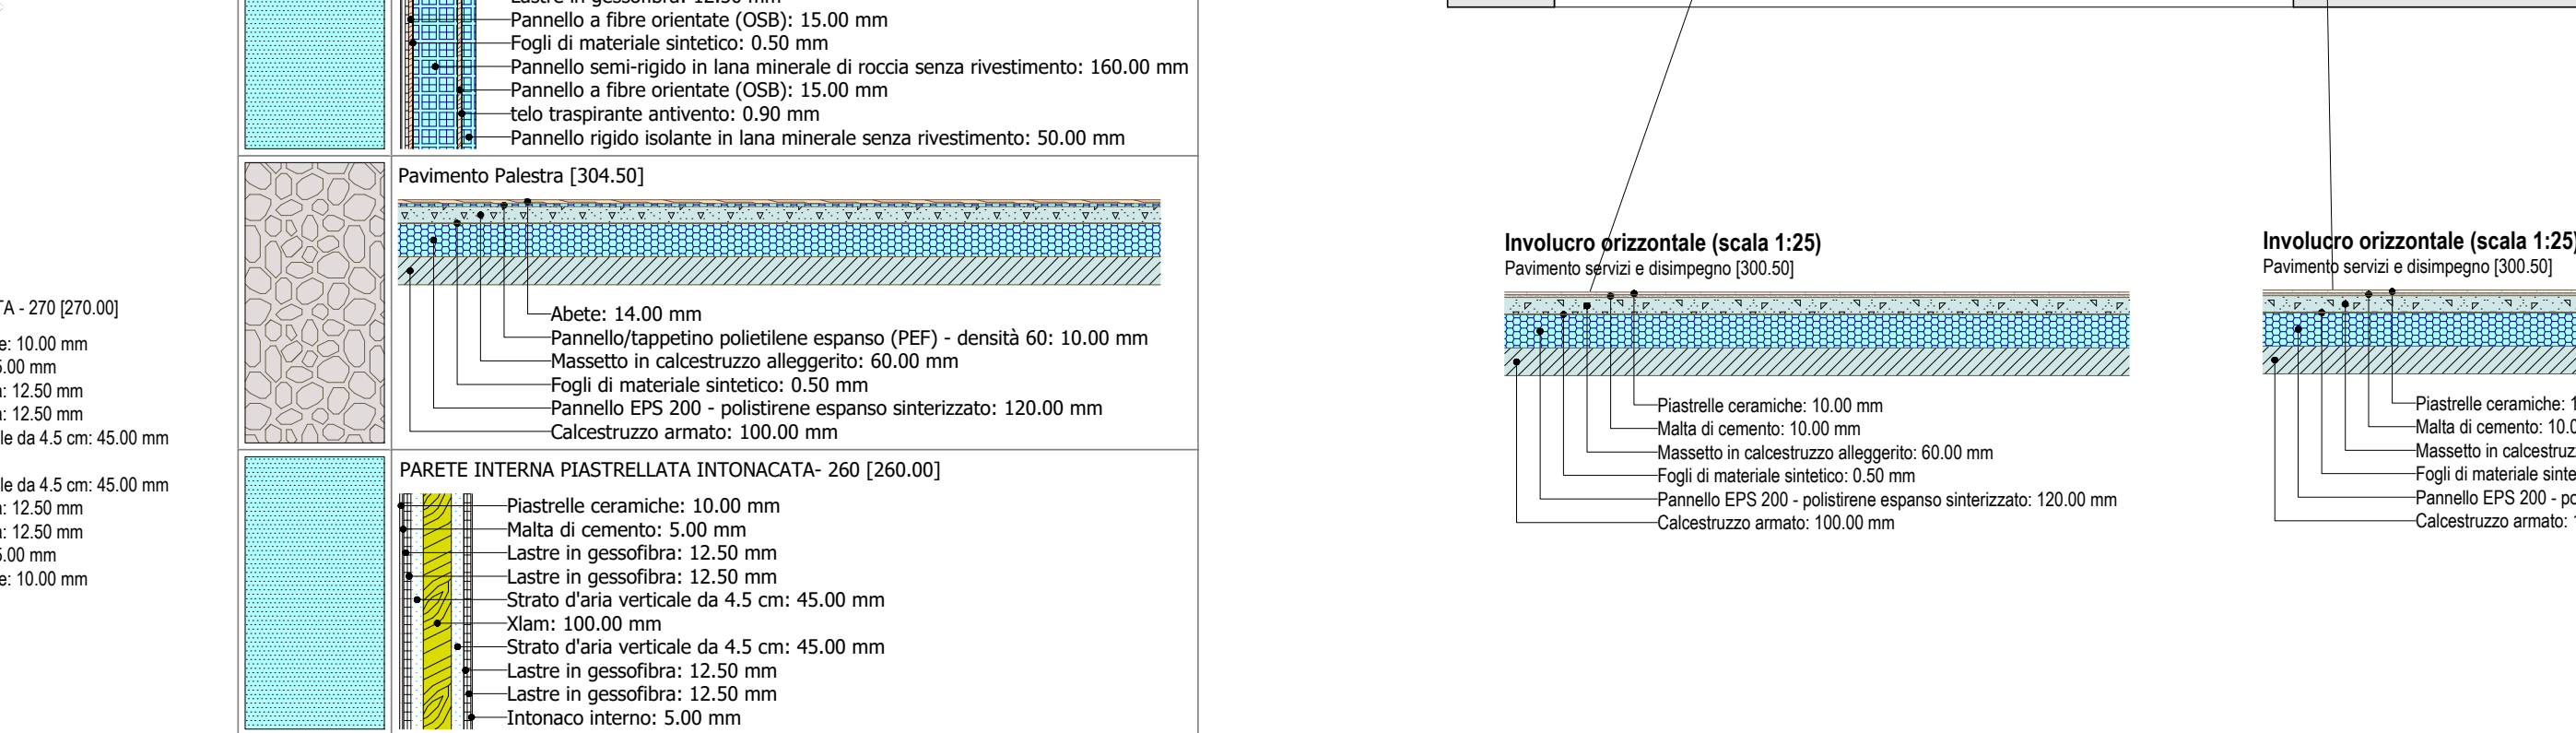 TA - 270 [270.00]
e: 10.00 mm
5.00 mm
a: 12.50 mm
a: 12.50 mm
le da 4.5 cm: 45.00 mm
le da 4.5 cm: 45.00 mm
a: 12.50 mm
a: 12.50 mm
5.00 mm
e: 10.00 mm
Lastre in gessofibra: 12.50 mm
Pannello a fibre orientate (OSB): 15.00 mm
Fogli di materiale sintetico: 0.50 mm
Pannello semi-rigido in lana minerale di roccia senza rivestimento: 160.00 mm
Pannello a fibre orientate (OSB): 15.00 mm
telo traspirante antivento: 0.90 mm
Pannello rigido isolante in lana minerale senza rivestimento: 50.00 mm
Pavimento Palestra [304.50]
Abete: 14.00 mm
Pannello/tappetino polietilene espanso (PEF) - densità 60: 10.00 mm
Massetto in calcestruzzo alleggerito: 60.00 mm
Fogli di materiale sintetico: 0.50 mm
Pannello EPS 200 - polistirene espanso sinterizzato: 120.00 mm
Calcestruzzo armato: 100.00 mm
PARETE INTERNA PIASTRELLATA INTONACATA- 260 [260.00]
Piastrelle ceramiche: 10.00 mm
Malta di cemento: 5.00 mm
Lastre in gessofibra: 12.50 mm
Lastre in gessofibra: 12.50 mm
Strato d'aria verticale da 4.5 cm: 45.00 mm
Xlam: 100.00 mm
Strato d'aria verticale da 4.5 cm: 45.00 mm
Lastre in gessofibra: 12.50 mm
Lastre in gessofibra: 12.50 mm
Intonaco interno: 5.00 mm
Involucro orizzontale (scala 1:25)
Pavimento servizi e disimpegno [300.50]
Piastrelle ceramiche: 10.00 mm
Malta di cemento: 10.00 mm
Massetto in calcestruzzo alleggerito: 60.00 mm
Fogli di materiale sintetico: 0.50 mm
Pannello EPS 200 - polistirene espanso sinterizzato: 120.00 mm
Calcestruzzo armato: 100.00 mm
Involucro orizzontale (scala 1:25)
Pavimento servizi e disimpegno [300.50]
Piastrelle ceramiche: 1
Malta di cemento: 10.0
Massetto in calcestruzz
Fogli di materiale sinte
Pannello EPS 200 - po
Calcestruzzo armato: 1